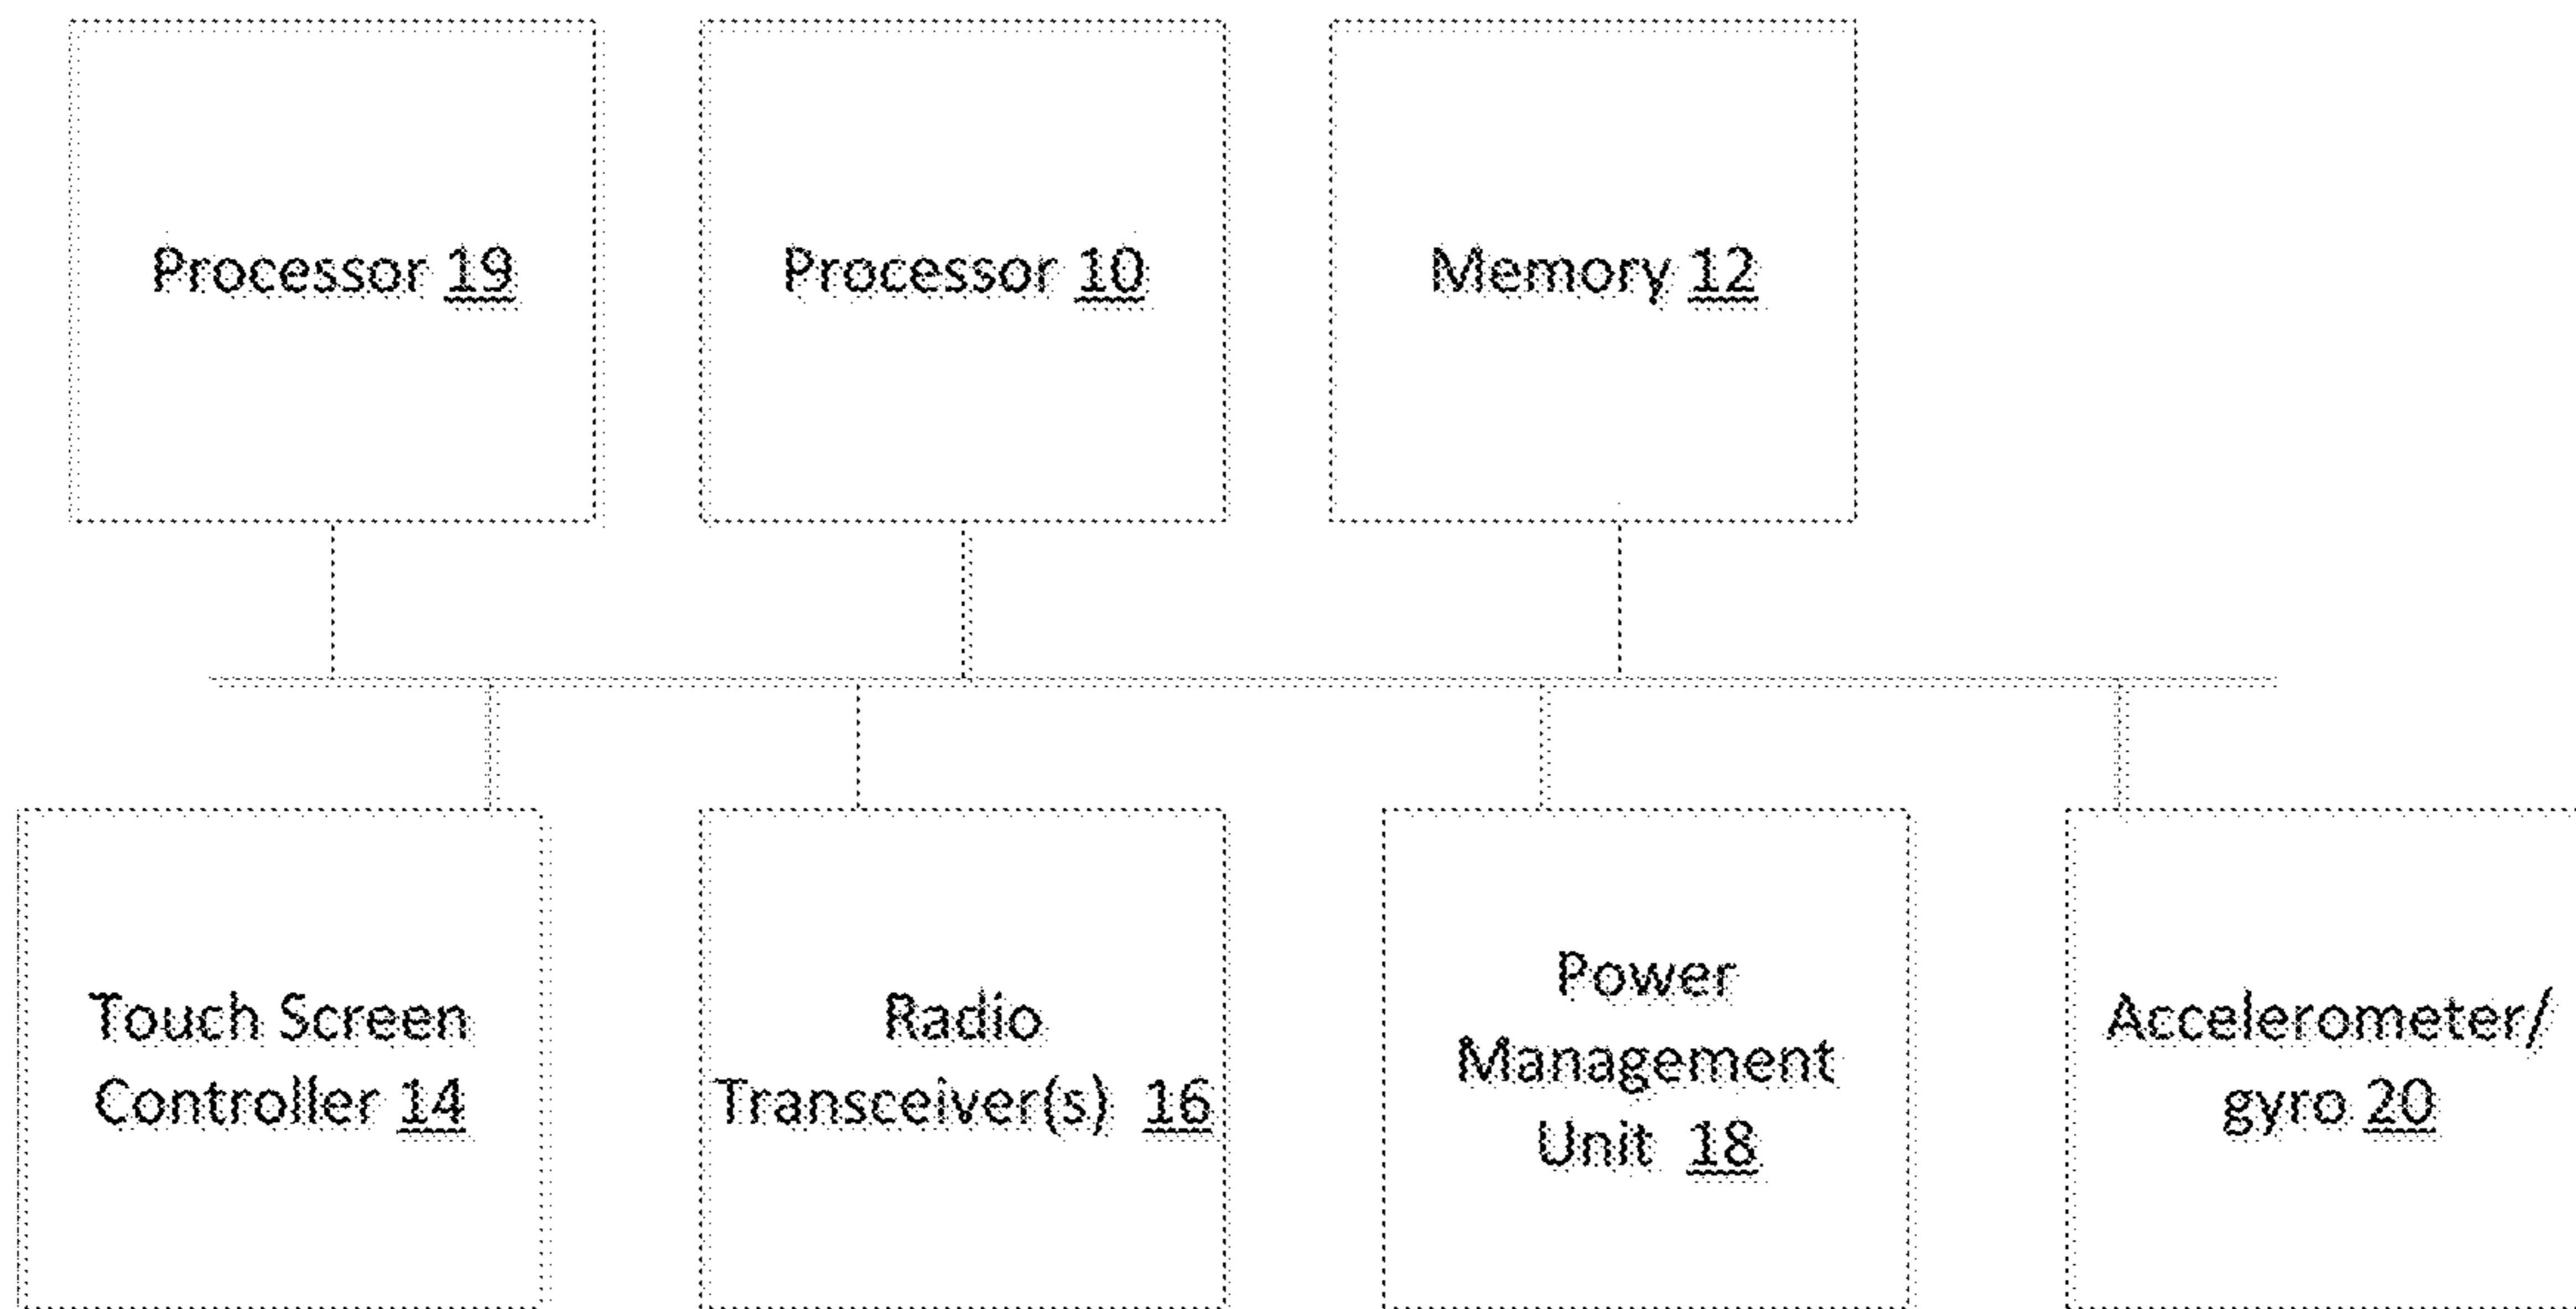 Processor 19
Processor 10
Memory 12
Touch Screen
Controller 14
Radio
Transceiver(s) 16
Power
Management
Unit 18
Accelerometer/
gyro 20